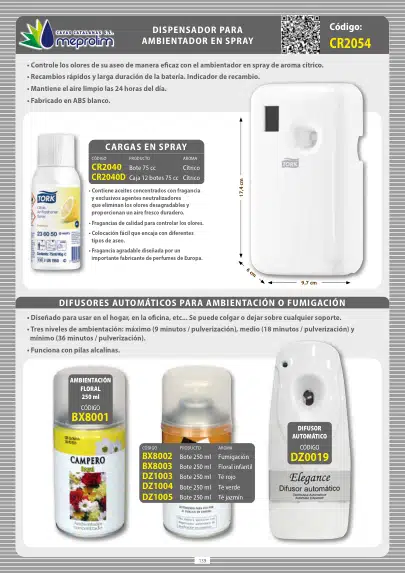 CAYAS CATALANAS S.L.
meprolim
DISPENSADOR PARA
AMBIENTADOR EN SPRAY
Código:
CR2054
• Controle los olores de su aseo de manera eficaz con el ambientador en spray de aroma cítrico.
• Recambios rápidos y larga duración de la batería. Indicador de recambio.
• Mantiene el aire limpio las 24 horas del día.
• Fabricado en ABS blanco.
CARGAS EN SPRAY
CÓDIGO PRODUCTO AROMA
CR2040 Bote 75 cc Cítrico
CR2040D Caja 12 botes 75 cc Cítrico
• Contiene aceites concentrados con fragancia
y exclusivos agentes neutralizadores
que eliminan los olores desagradables y
proporcionan un aire fresco duradero.
• Fragancias de calidad para controlar los olores.
• Colocación fácil que encaja con diferentes
tipos de aseo.
• Fragancia agradable diseñada por un
importante fabricante de perfumes de Europa.
TORK
23 60 50
TORK
17,4 cm.
6 cm.
9,7 cm
DIFUSORES AUTOMÁTICOS PARA AMBIENTACIÓN O FUMIGACIÓN
• Diseñado para usar en el hogar, en la oficina, etc... Se puede colgar o dejar sobre cualquier soporte.
• Tres niveles de ambientación: máximo (9 minutos / pulverización), medio (18 minutos / pulverización) y
mínimo (36 minutos / pulverización).
• Funciona con pilas alcalinas.
AMBIENTACIÓN
FLORAL
250 ml
CÓDIGO
BX8001
CAMPERO
Floral
CÓDIGO PRODUCTO AROMA
BX8002 Bote 250 ml Fumigación
BX8003 Bote 250 ml Floral infantil
DZ1003 Bote 250 ml Té rojo
DZ1004 Bote 250 ml Té verde
DZ1005 Bote 250 ml Té jazmín
DIFUSOR
AUTOMÁTICO
CÓDIGO
DZ0019
Elegance
Difusor automático
139